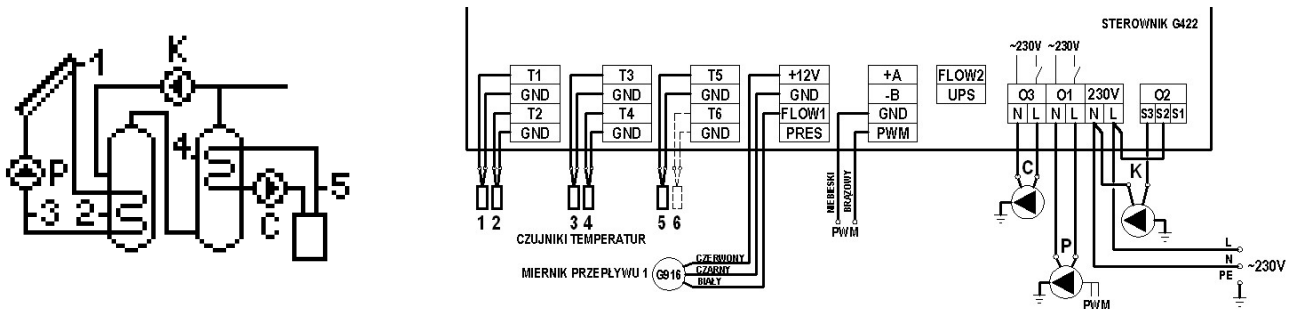 K
1
4
P
3
2
5
C
STEROWNIK G422
~230V ~230V
T1 T3 T5 +12V +A FLOW2
GND GND GND GND -B UPS
T2 T4 T6 FLOW1 GND
GND GND GND PRES PWM
O3 O1 230V O2
N L N L N L S3 S2 S1
NIEBIESKI
BRĄZOWY
PWM
C
K
1 2 3 4 5 6
CZUJNIKI TEMPERATUR
MIERNIK PRZEPŁYWU 1 G916
CZERWONY
CZARNY
BIAŁY
P
PWM
L
N
PE
~230V